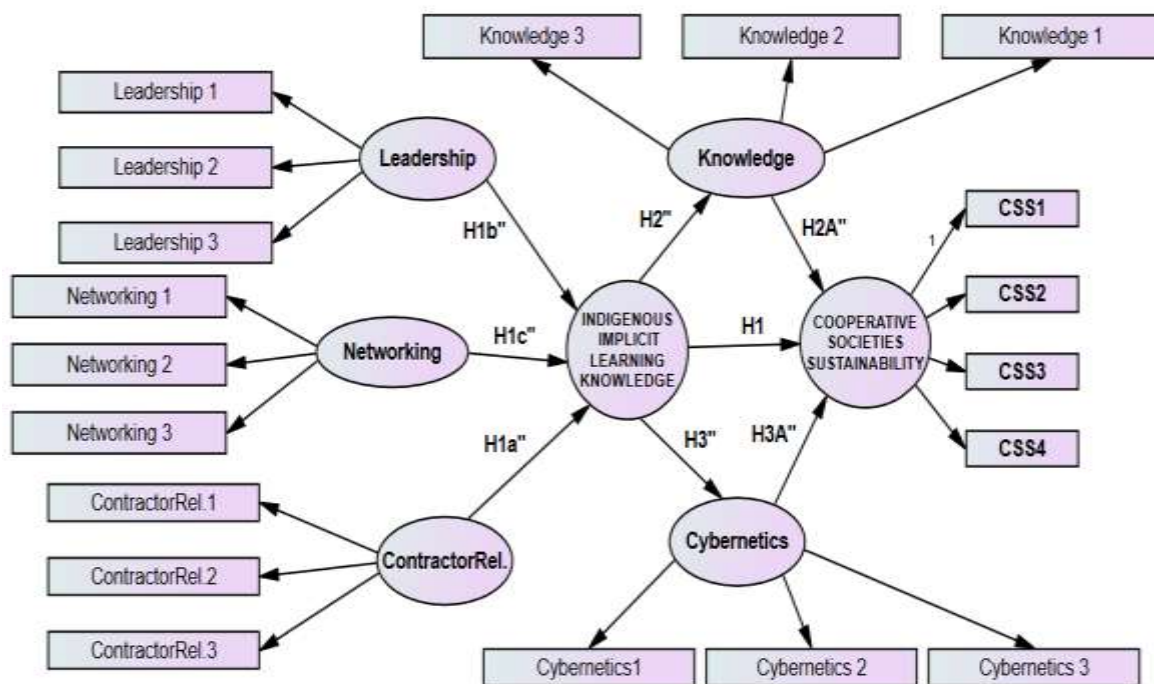 Knowledge 3
Knowledge 2
Knowledge 1
Leadership 1
Leadership 2
Leadership 3
Leadership
Knowledge
H1b"
H2"
H2A"
CSS1
1
CSS2
CSS3
CSS4
Networking 1
Networking 2
Networking 3
Networking
H1c"
INDIGENOUS
IMPLICIT
LEARNING
KNOWLEDGE
H1
COOPERATIVE
SOCIETIES
SUSTAINABILITY
H1a"
H3"
H3A"
ContractorRel.1
ContractorRel.2
ContractorRel.3
ContractorRel.
Cybernetics
Cybernetics1
Cybernetics 2
Cybernetics 3